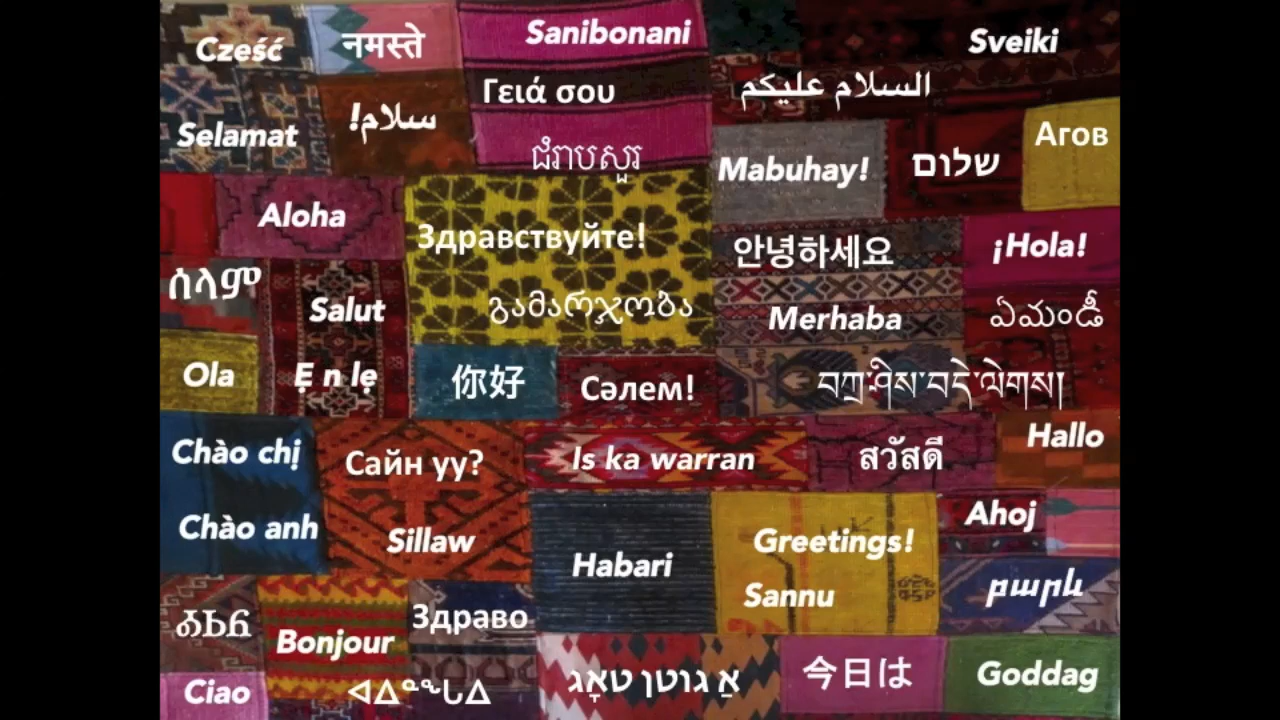 Cześć
नमस्ते
Sanibonani
Sveiki
Γειά σου
السلام عليكم
Selamat
سلام!
ជំរាបសួរ
Mabuhay!
שלום
Агов
Aloha
Здравствуйте!
안녕하세요
¡Hola!
ሰላም
Salut
გამარჯობა
Merhaba
ఏమండీ
Ola
Ẹ n lẹ
你好
Сәлем!
བཀྲ་ཤིས་བདེ་ལེགས།
Chào chị
Сайн уу?
Is ka warran
สวัสดี
Hallo
Chào anh
Sillaw
Habari
Greetings!
Ahoj
Sannu
բարև
Bonjour
Здраво
Ciao
אַ גוטן טאָג
今日は
Goddag